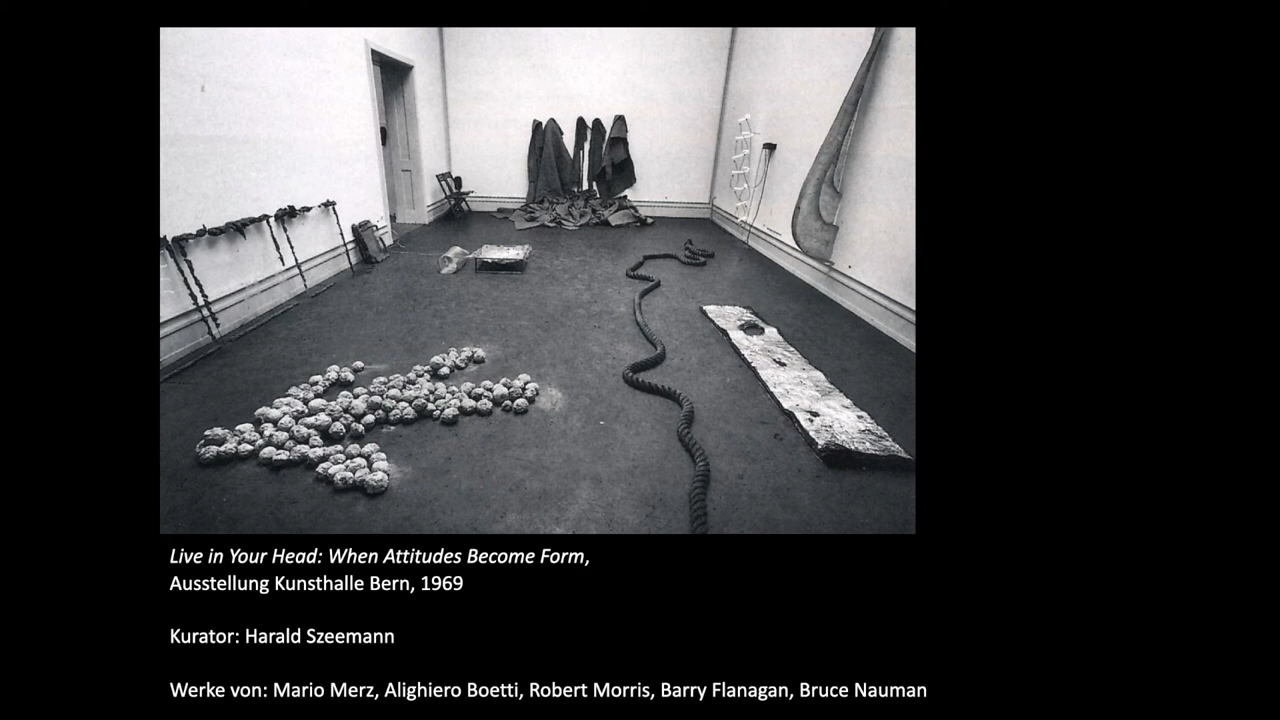 Live in Your Head: When Attitudes Become Form,
Ausstellung Kunsthalle Bern, 1969
Kurator: Harald Szeemann
Werke von: Mario Merz, Alighiero Boetti, Robert Morris, Barry Flanagan, Bruce Nauman